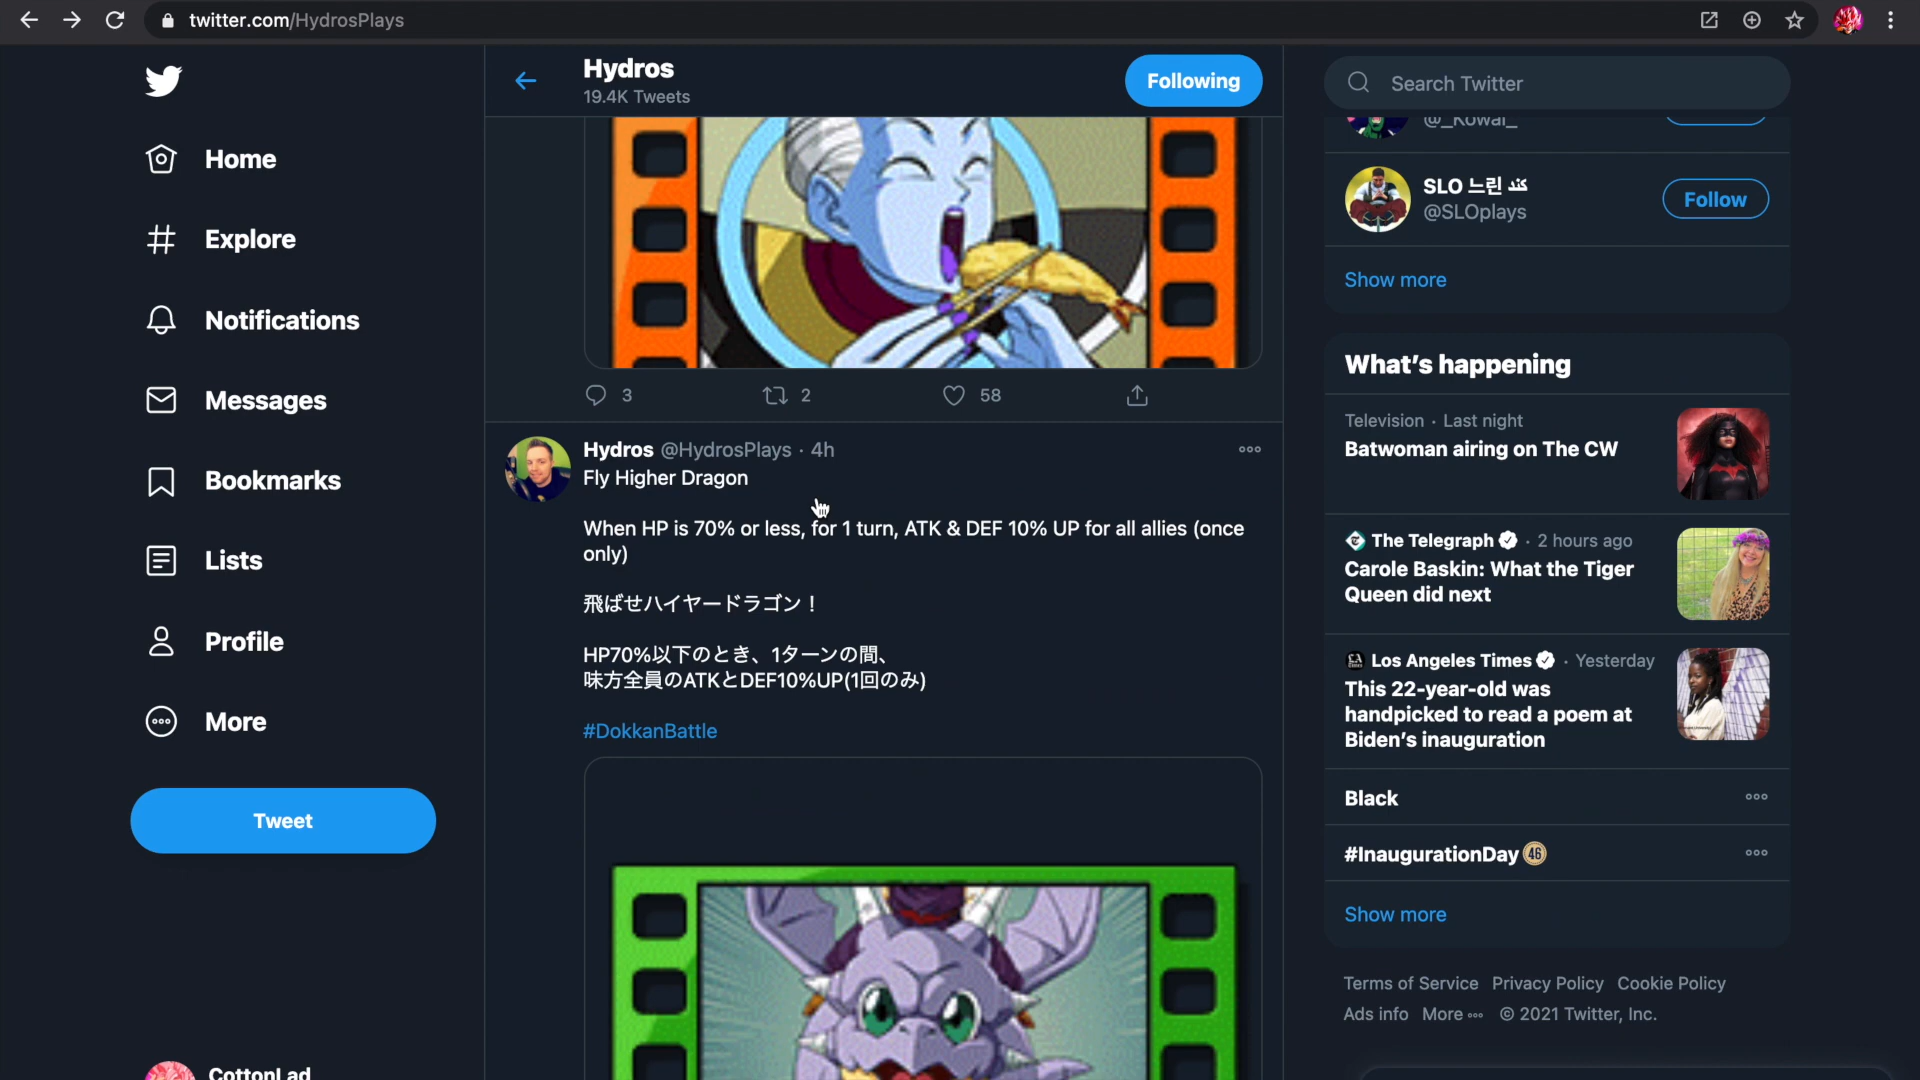 twitter.com/HydrosPlays
Home
Explore
Notifications
Messages
Bookmarks
Lists
Profile
More
Tweet
CottonLad
Hydros
19.4K Tweets
Following
3 2 58
Hydros @HydrosPlays · 4h
Fly Higher Dragon
When HP is 70% or less, for 1 turn, ATK & DEF 10% UP for all allies (once
only)
飛ばせハイヤードラゴン！
HP70%以下のとき、1ターンの間、
味方全員のATKとDEF10%UP(1回のみ)
#DokkanBattle
Search Twitter
@_Kowai_
SLO 느린 کند
@SLOplays
Follow
Show more
What's happening
Television · Last night
Batwoman airing on The CW
The Telegraph · 2 hours ago
Carole Baskin: What the Tiger
Queen did next
Los Angeles Times · Yesterday
This 22-year-old was
handpicked to read a poem at
Biden's inauguration
Black
#InaugurationDay 46
Show more
Terms of Service Privacy Policy Cookie Policy
Ads info More ••• © 2021 Twitter, Inc.